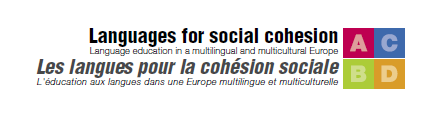 Languages for social cohesion
Language education in a multilingual and multicultural Europe
Les langues pour la cohésion sociale
L'éducation aux langues dans une Europe multilingue et multiculturelle
A C
B D